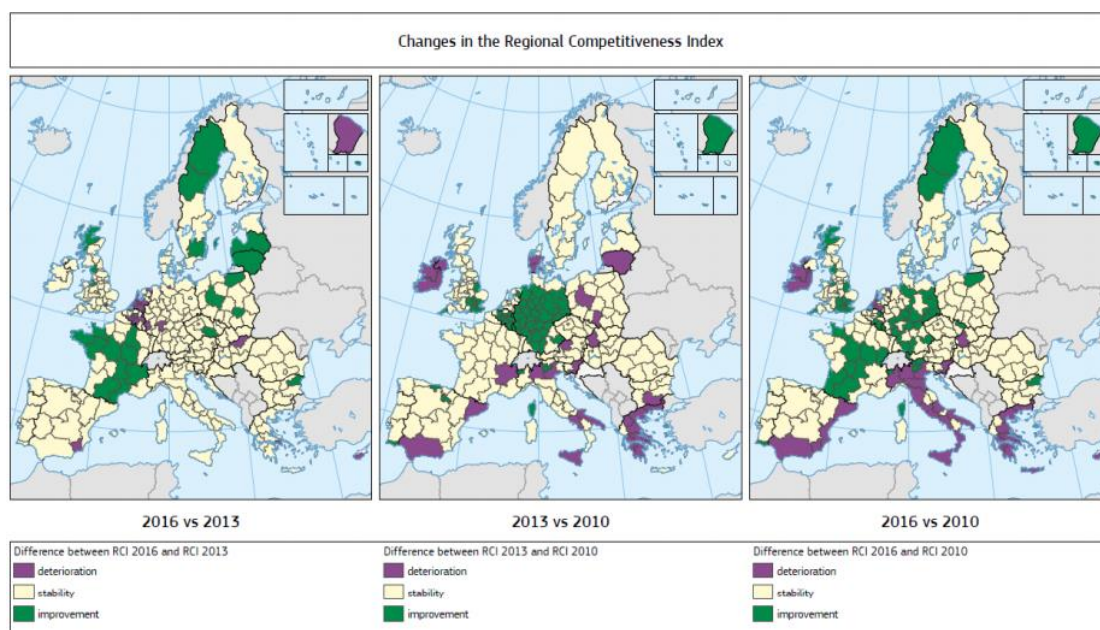 Changes in the Regional Competitiveness Index
2016 vs 2013
2013 vs 2010
2016 vs 2010
Difference between RCI 2016 and RCI 2013
deterioration
stability
improvement
Difference between RCI 2013 and RCI 2010
deterioration
stability
improvement
Difference between RCI 2016 and RCI 2010
deterioration
stability
improvement